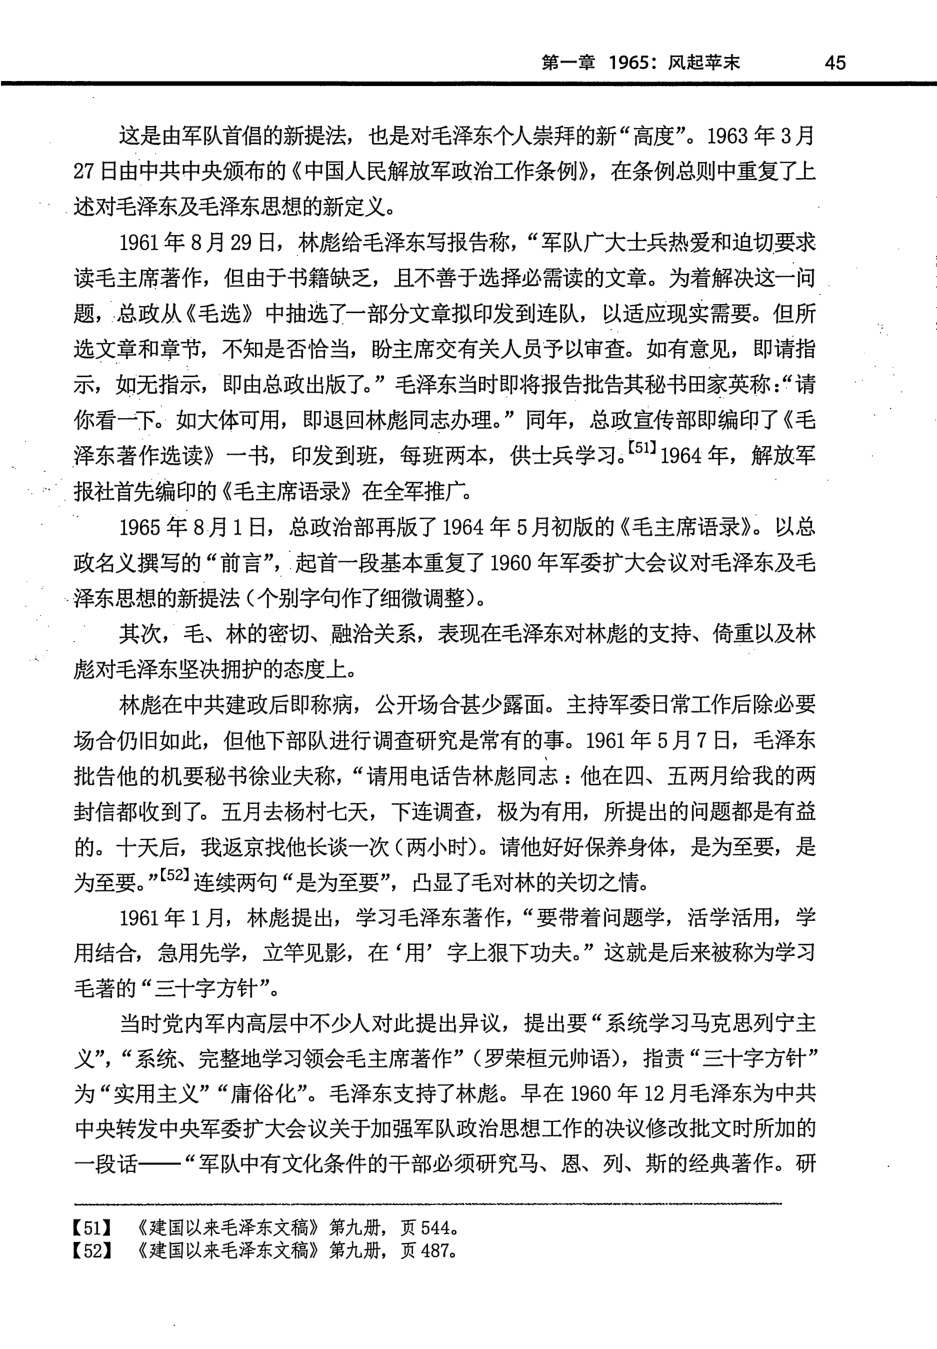 第一章 1965：风起苹末 45
这是由军队首倡的新提法，也是对毛泽东个人崇拜的新“高度”。1963 年 3 月
27 日由中共中央颁布的《中国人民解放军政治工作条例》，在条例总则中重复了上
述对毛泽东及毛泽东思想的新定义。
1961 年 8 月 29 日，林彪给毛泽东写报告称，“军队广大士兵热爱和迫切要求
读毛主席著作，但由于书籍缺乏，且不善于选择必需读的文章。为着解决这一问
题，总政从《毛选》中抽选了一部分文章拟印发到连队，以适应现实需要。但所
选文章和章节，不知是否恰当，盼主席交有关人员予以审查。如有意见，即请指
示，如无指示，即由总政出版了。”毛泽东当时即将报告批告其秘书田家英称：“请
你看一下。如大体可用，即退回林彪同志办理。”同年，总政宣传部即编印了《毛
泽东著作选读》一书，印发到班，每班两本，供士兵学习。【51】1964 年，解放军
报社首先编印的《毛主席语录》在全军推广。
1965 年 8 月 1 日，总政治部再版了 1964 年 5 月初版的《毛主席语录》。以总
政名义撰写的“前言”，起首一段基本重复了 1960 年军委扩大会议对毛泽东及毛
泽东思想的新提法（个别字句作了细微调整）。
其次，毛、林的密切、融洽关系，表现在毛泽东对林彪的支持、倚重以及林
彪对毛泽东坚决拥护的态度上。
林彪在中共建政后即称病，公开场合甚少露面。主持军委日常工作后除必要
场合仍旧如此，但他下部队进行调查研究是常有的事。1961 年 5 月 7 日，毛泽东
批告他的机要秘书徐业夫称，“请用电话告林彪同志：他在四、五两月给我的两
封信都收到了。五月去杨村七天，下连调查，极为有用，所提出的问题都是有益
的。十天后，我返京找他长谈一次（两小时）。请他好好保养身体，是为至要，是
为至要。”【52】连续两句“是为至要”，凸显了毛对林的关切之情。
1961 年 1 月，林彪提出，学习毛泽东著作，“要带着问题学，活学活用，学
用结合，急用先学，立竿见影，在‘用’字上狠下功夫。”这就是后来被称为学习
毛著的“三十字方针”。
当时党内军内高层中不少人对此提出异议，提出要“系统学习马克思列宁主
义”，“系统、完整地学习领会毛主席著作”（罗荣桓元帅语），指责“三十字方针”
为“实用主义”“庸俗化”。毛泽东支持了林彪。早在 1960 年 12 月毛泽东为中共
中央转发中央军委扩大会议关于加强军队政治思想工作的决议修改批文时所加的
一段话——“军队中有文化条件的干部必须研究马、恩、列、斯的经典著作。研
【51】 《建国以来毛泽东文稿》第九册，页 544。
【52】 《建国以来毛泽东文稿》第九册，页 487。